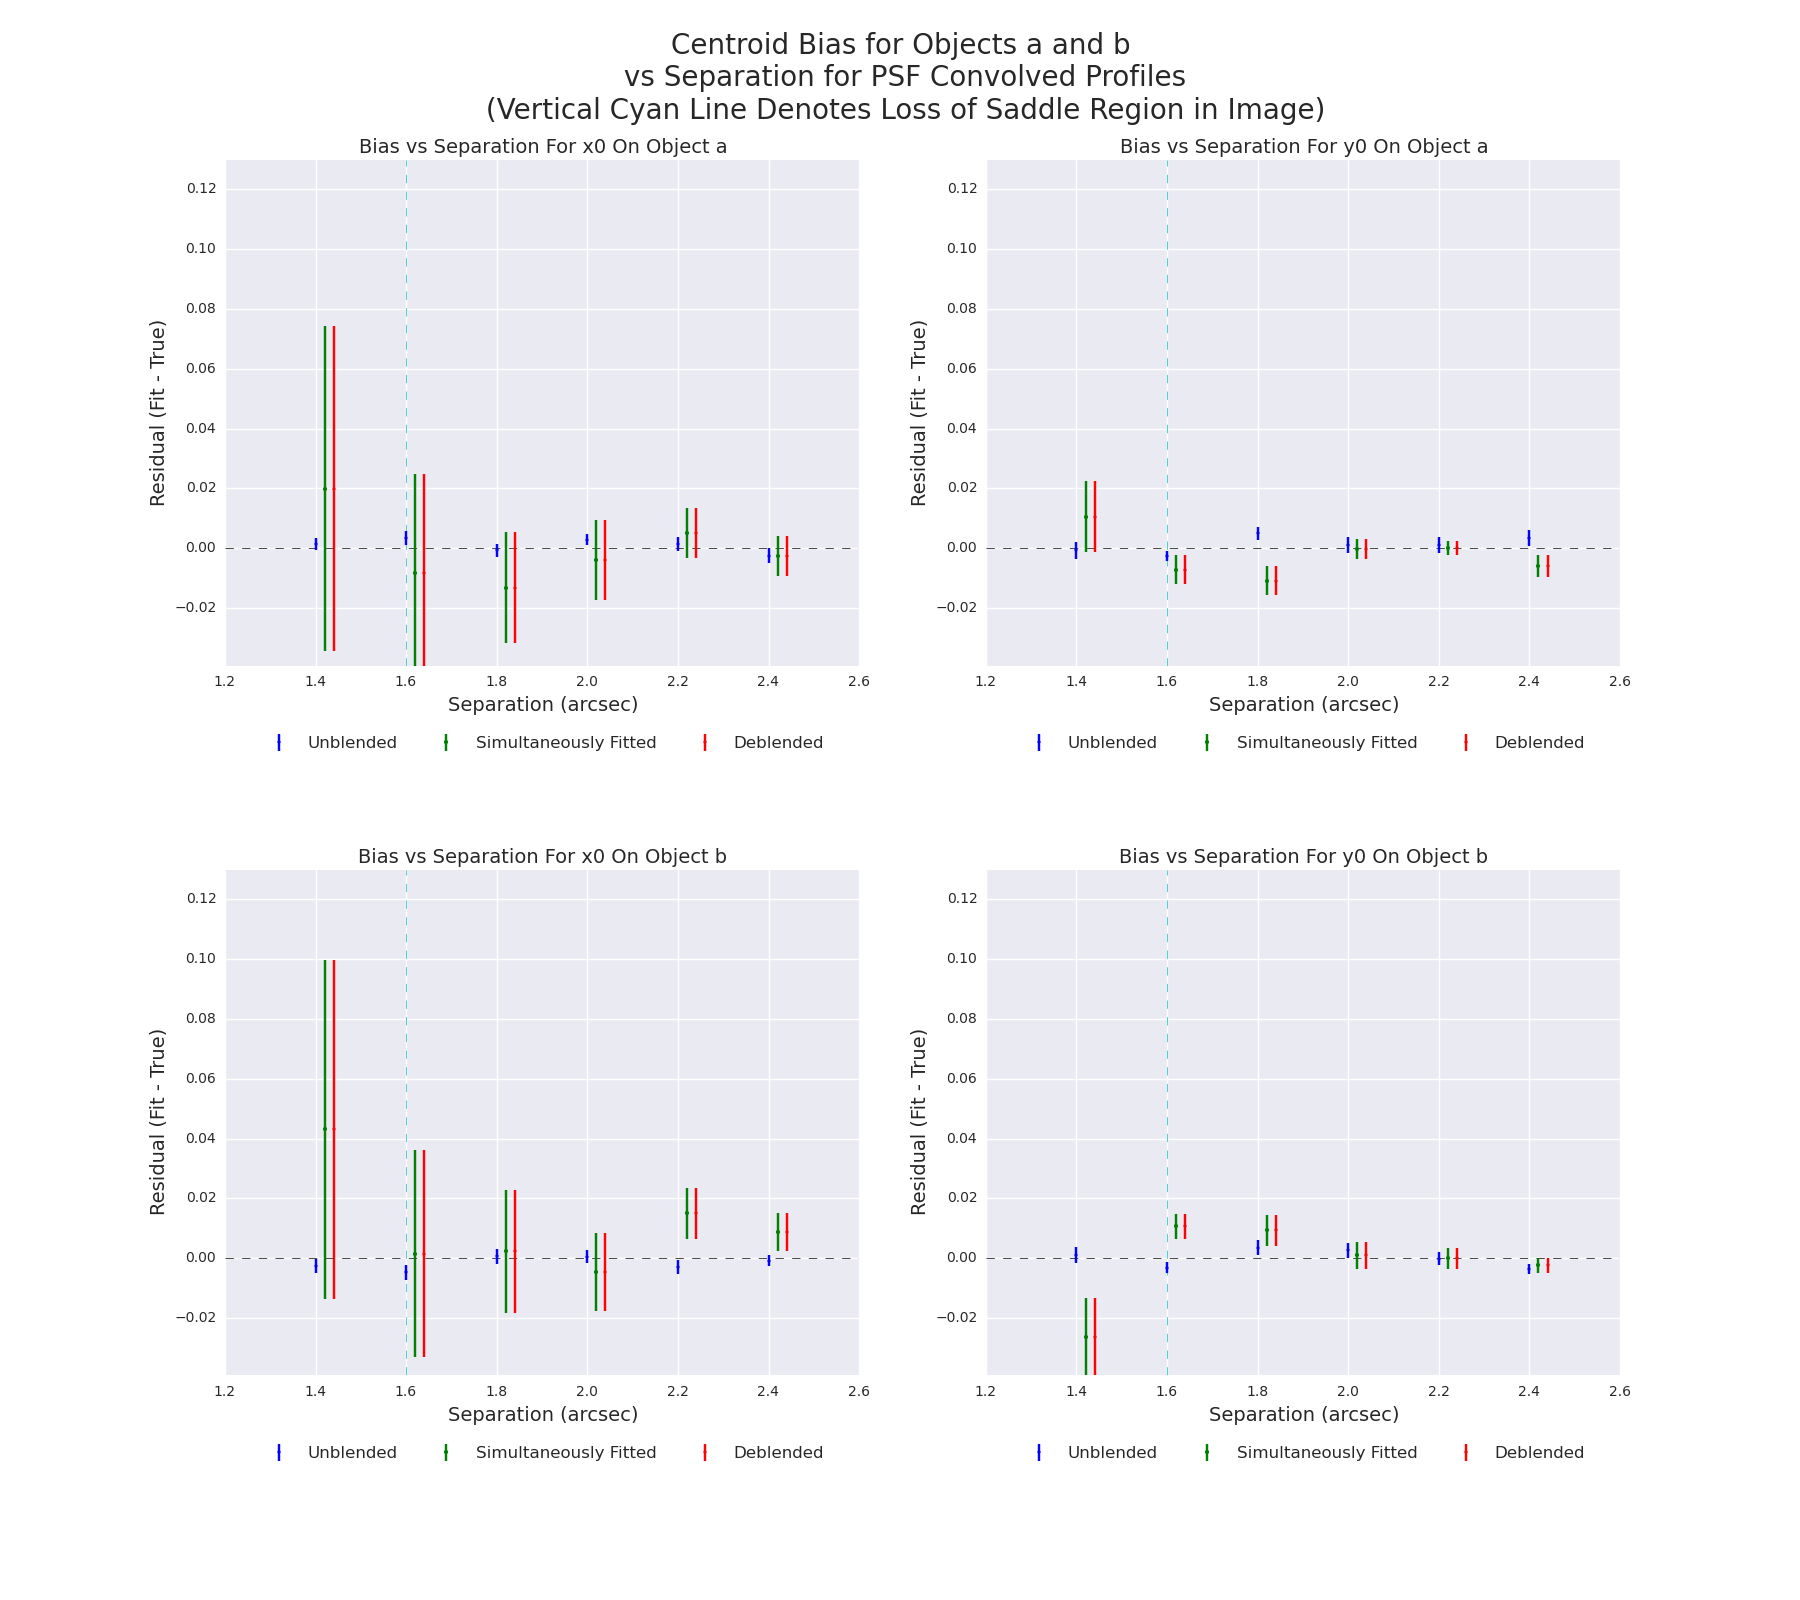 Centroid Bias for Objects a and b
vs Separation for PSF Convolved Profiles
(Vertical Cyan Line Denotes Loss of Saddle Region in Image)
Bias vs Separation For x0 On Object a
Residual (Fit - True)
0.12
0.10
0.08
0.06
0.04
0.02
0.00
−0.02
1.2 1.4 1.6 1.8 2.0 2.2 2.4 2.6
Separation (arcsec)
Unblended Simultaneously Fitted Deblended
Bias vs Separation For y0 On Object a
Residual (Fit - True)
0.12
0.10
0.08
0.06
0.04
0.02
0.00
−0.02
1.2 1.4 1.6 1.8 2.0 2.2 2.4 2.6
Separation (arcsec)
Unblended Simultaneously Fitted Deblended
Bias vs Separation For x0 On Object b
Residual (Fit - True)
0.12
0.10
0.08
0.06
0.04
0.02
0.00
−0.02
1.2 1.4 1.6 1.8 2.0 2.2 2.4 2.6
Separation (arcsec)
Unblended Simultaneously Fitted Deblended
Bias vs Separation For y0 On Object b
Residual (Fit - True)
0.12
0.10
0.08
0.06
0.04
0.02
0.00
−0.02
1.2 1.4 1.6 1.8 2.0 2.2 2.4 2.6
Separation (arcsec)
Unblended Simultaneously Fitted Deblended